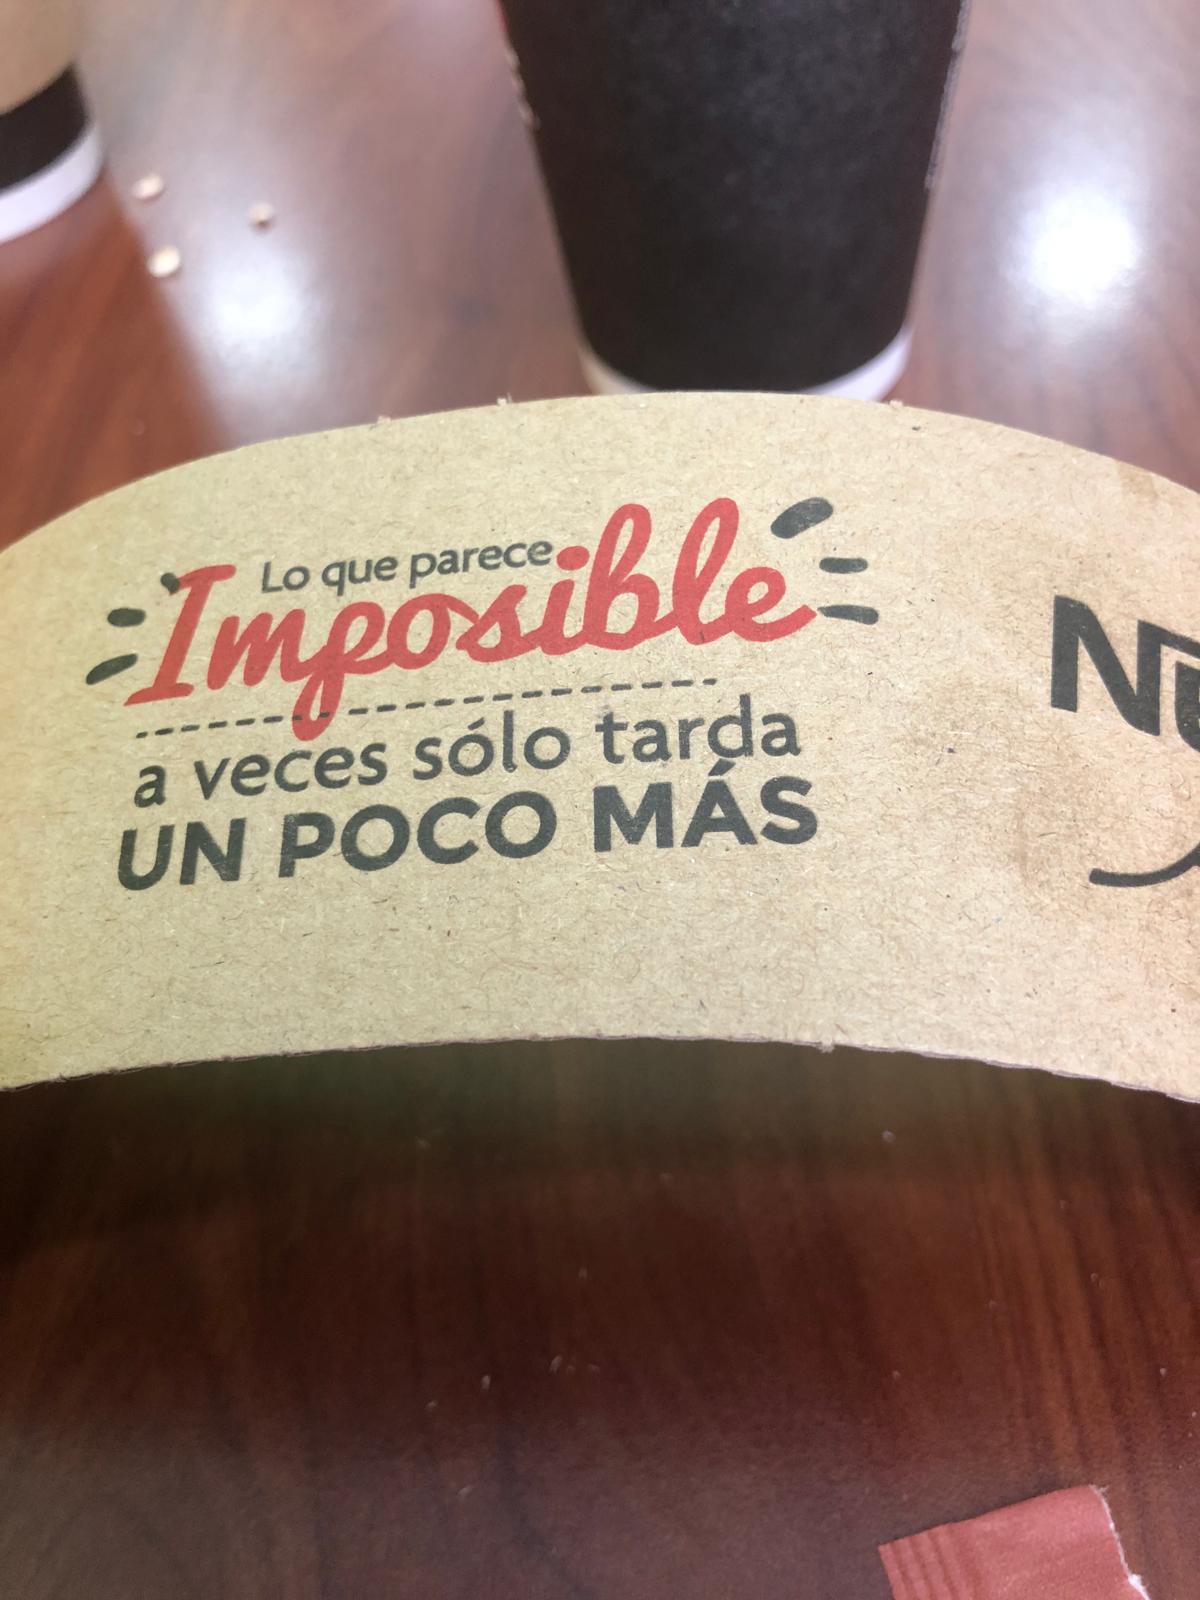 Lo que parece
Imposible
a veces sólo tarda
UN POCO MÁS